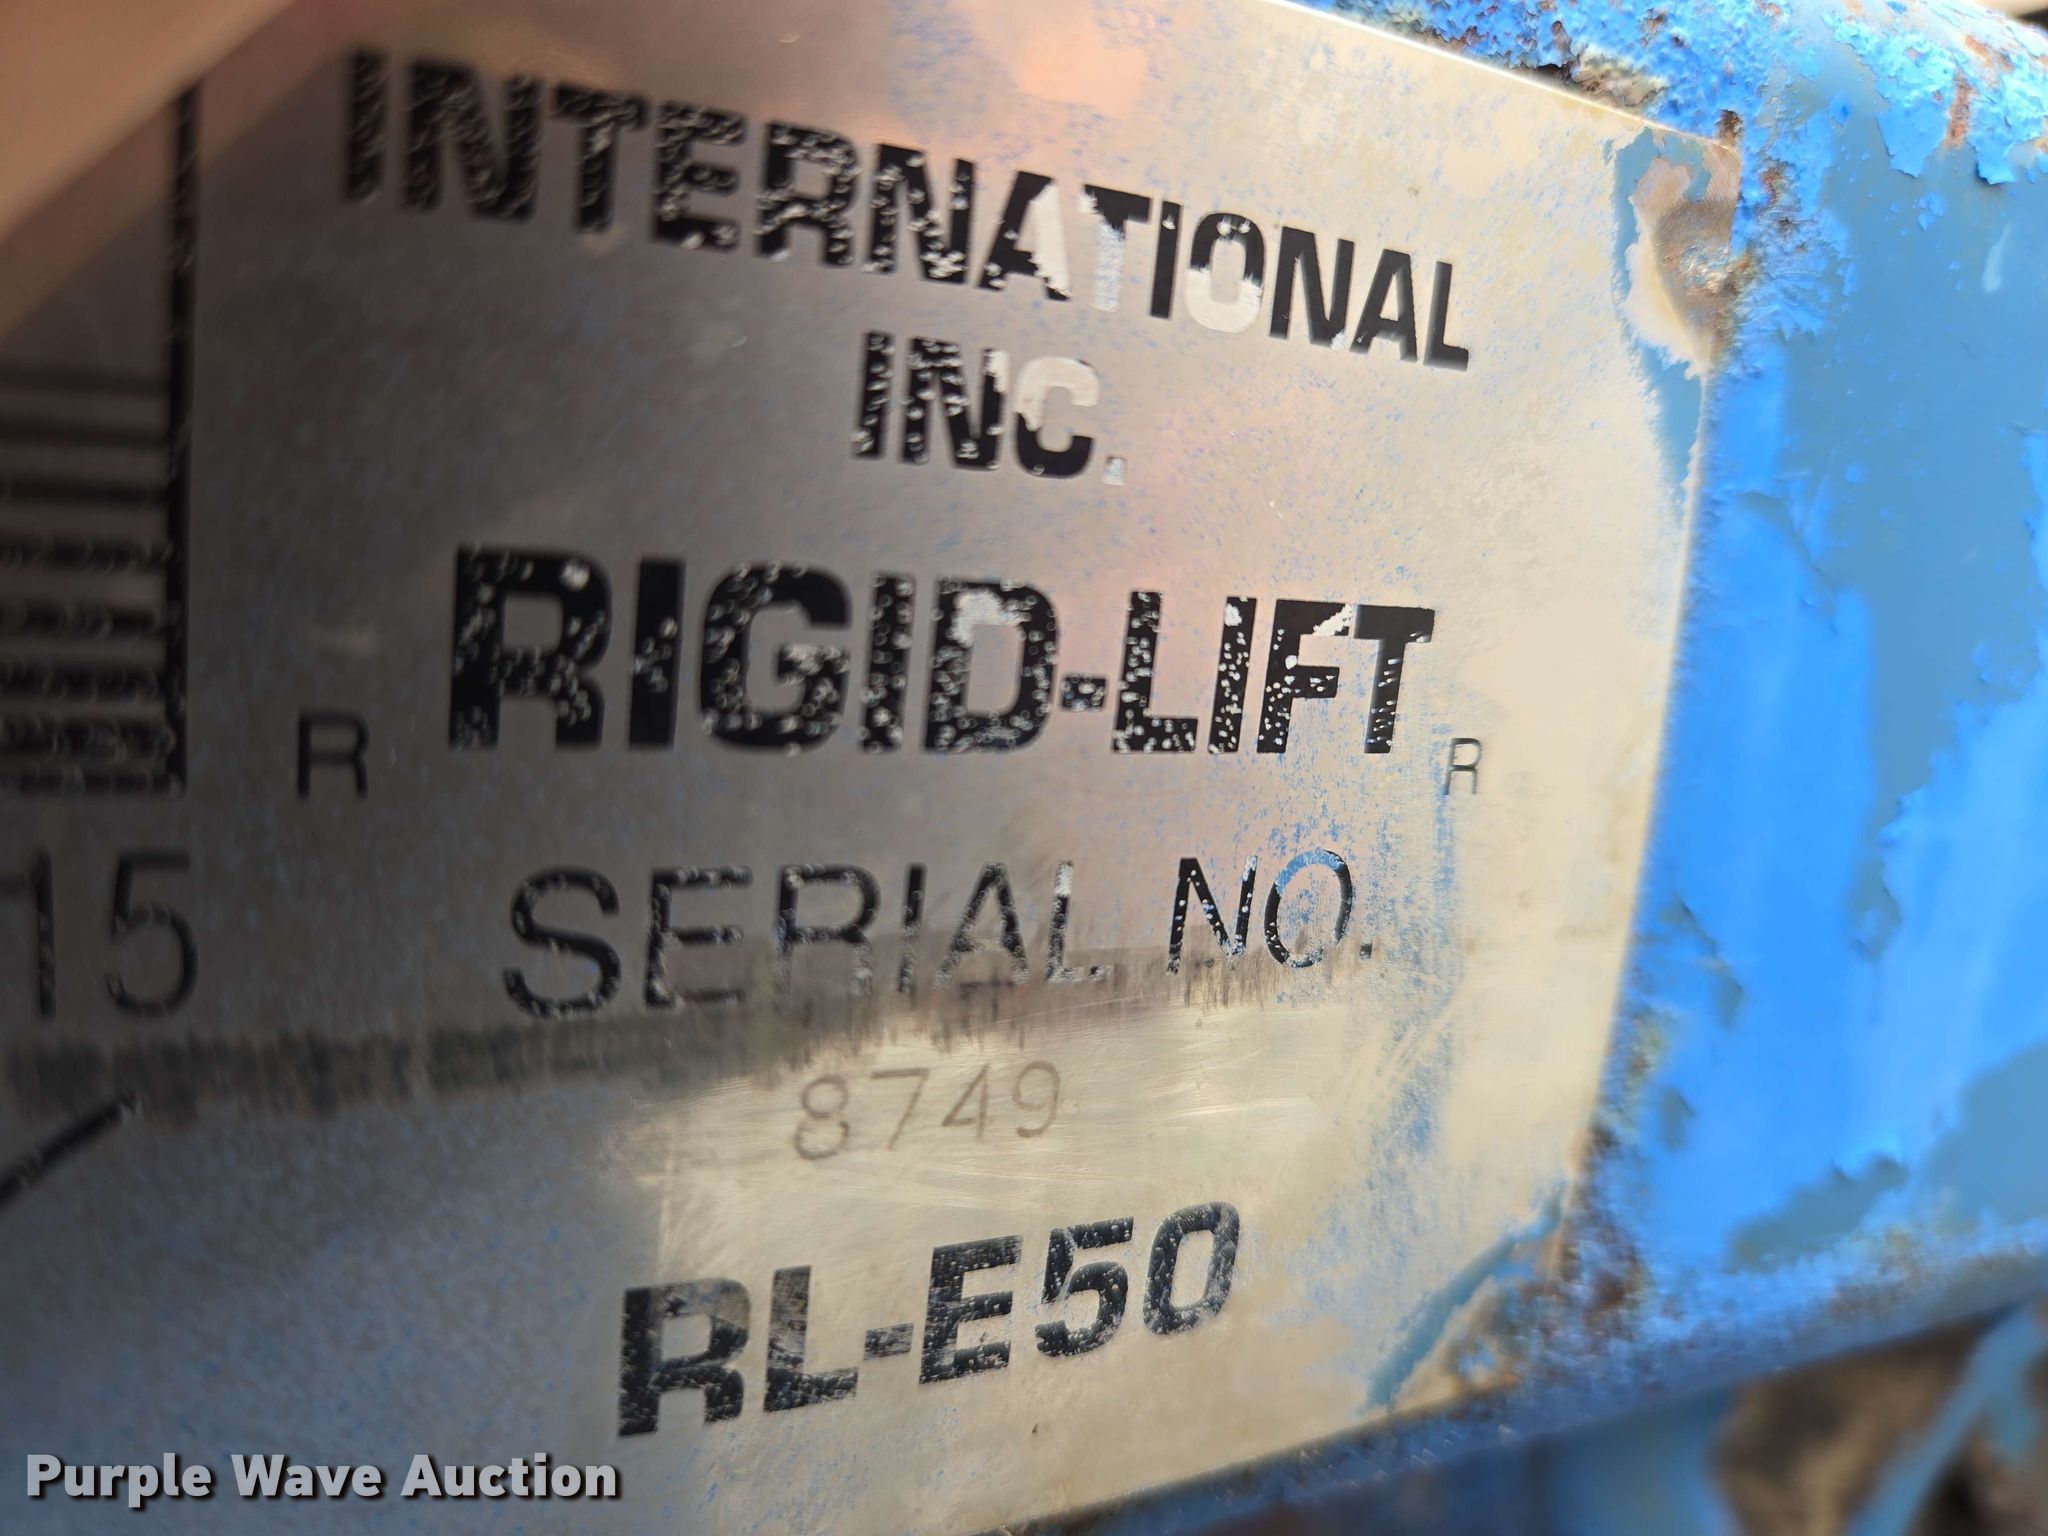 INTERNATIONAL
INC.
R RIGID-LIFT R
15 SERIAL NO.
8749
RL-E50
Purple Wave Auction